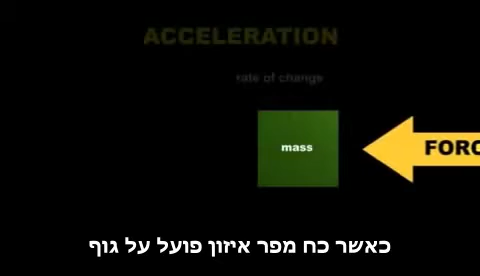 ACCELERATION
rate of change
mass
FORC
כאשר כח מפר איזון פועל על גוף